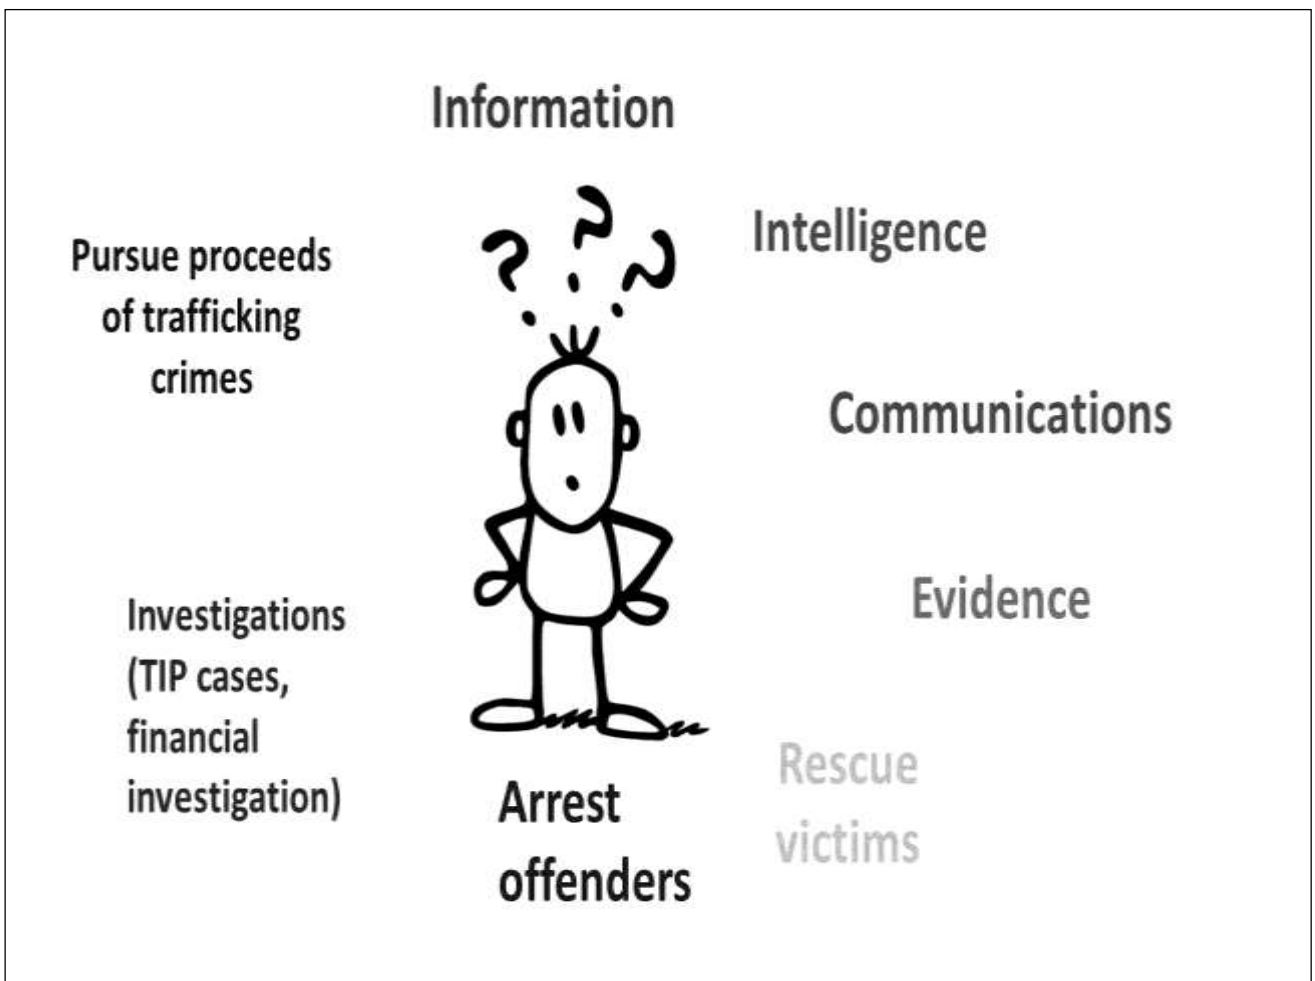 Information
Intelligence
Pursue proceeds
of trafficking
crimes
Communications
Evidence
Investigations
(TIP cases,
financial
investigation)
Rescue
victims
Arrest
offenders